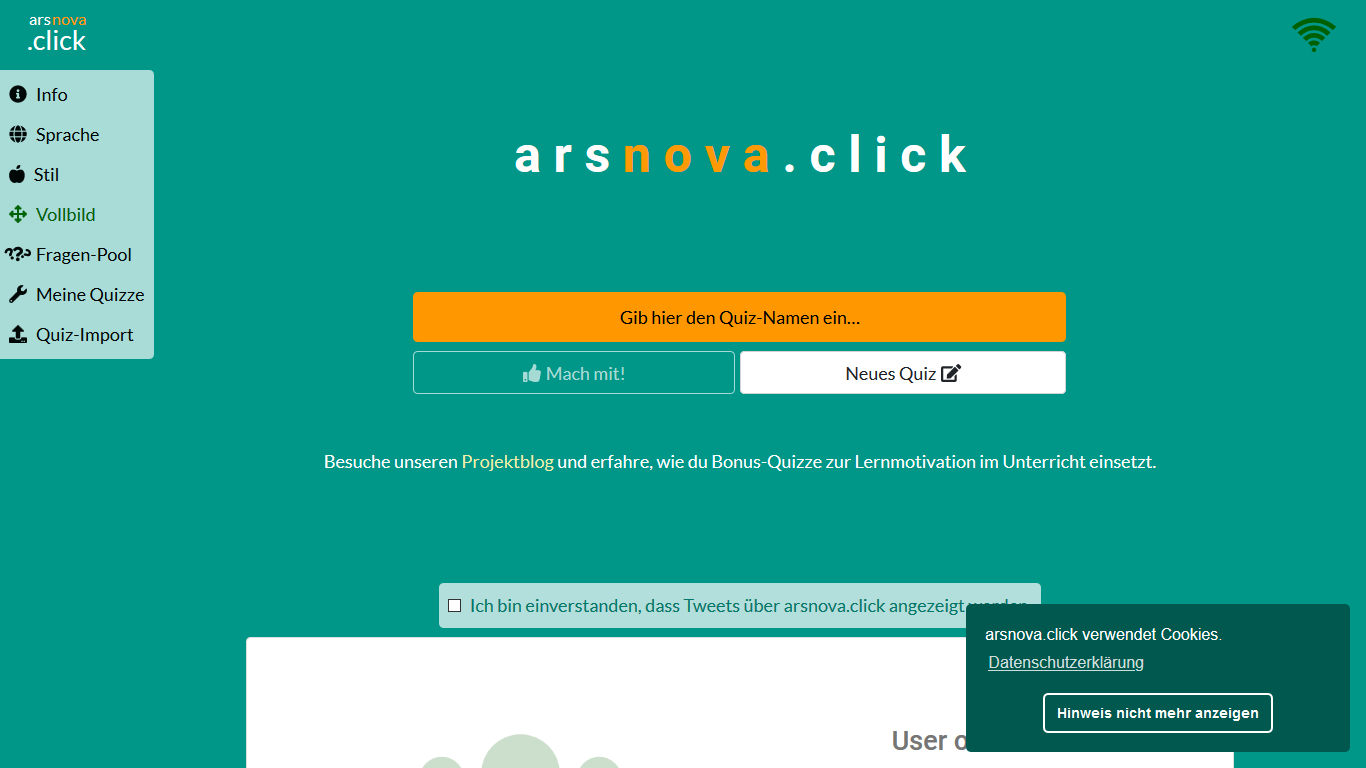 arsnova
.click
Info
Sprache
Stil
Vollbild
Fragen-Pool
Meine Quizze
Quiz-Import
arsnova.click
Gib hier den Quiz-Namen ein...
Mach mit!
Neues Quiz
Besuche unseren Projektblog und erfahre, wie du Bonus-Quizze zur Lernmotivation im Unterricht einsetzt.
Ich bin einverstanden, dass Tweets über arsnova.click angezeigt werden
arsnova.click verwendet Cookies.
Datenschutzerklärung
Hinweis nicht mehr anzeigen
User